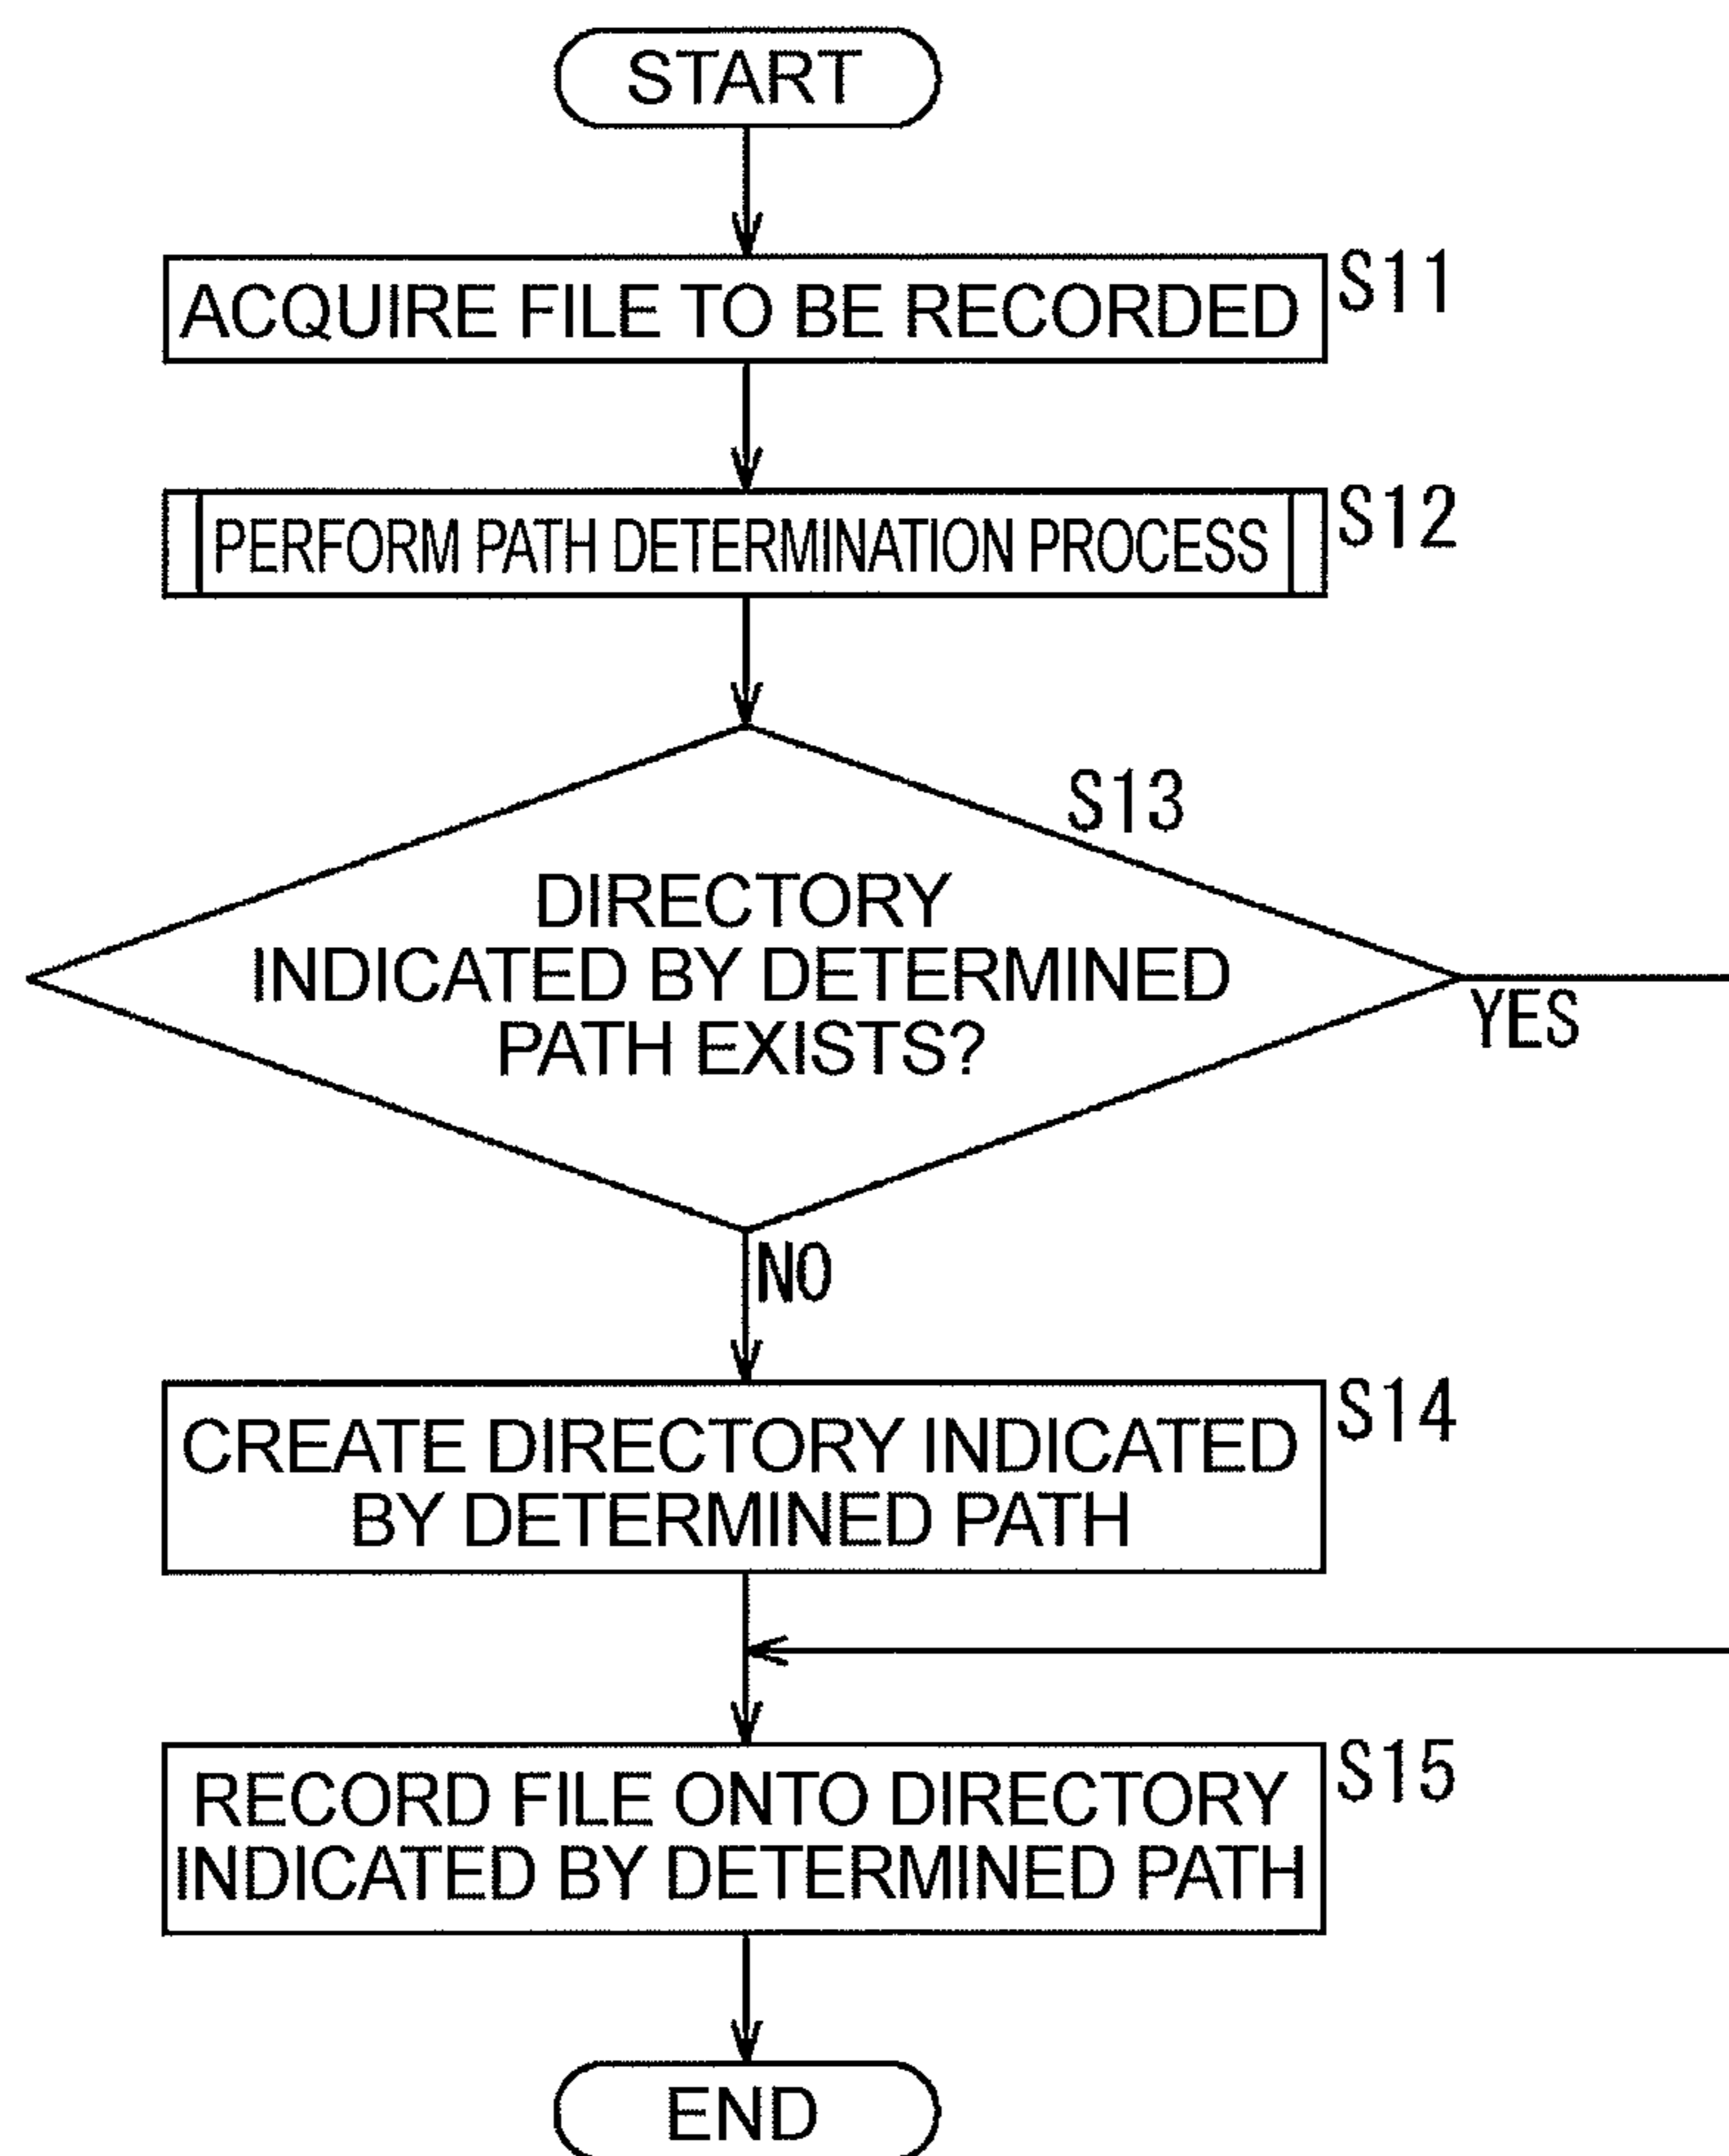 START
ACQUIRE FILE TO BE RECORDED
S11
PERFORM PATH DETERMINATION PROCESS
S12
S13
DIRECTORY
INDICATED BY DETERMINED
PATH EXISTS?
YES
NO
CREATE DIRECTORY INDICATED
BY DETERMINED PATH
S14
RECORD FILE ONTO DIRECTORY
INDICATED BY DETERMINED PATH
S15
END